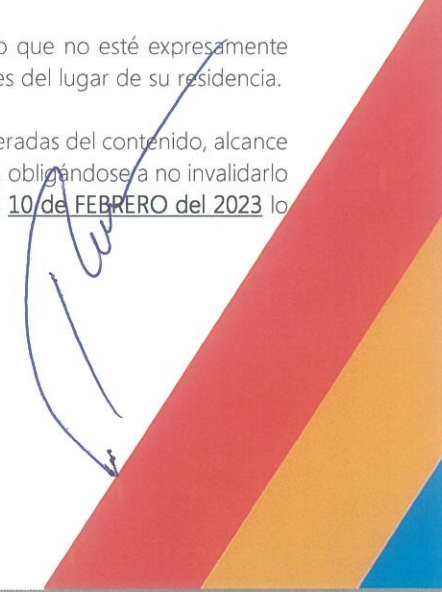 o que no esté expresamente
es del lugar de su residencia.
eradas del contenido, alcance
obligándose a no invalidarlo
10 de FEBRERO del 2023 lo